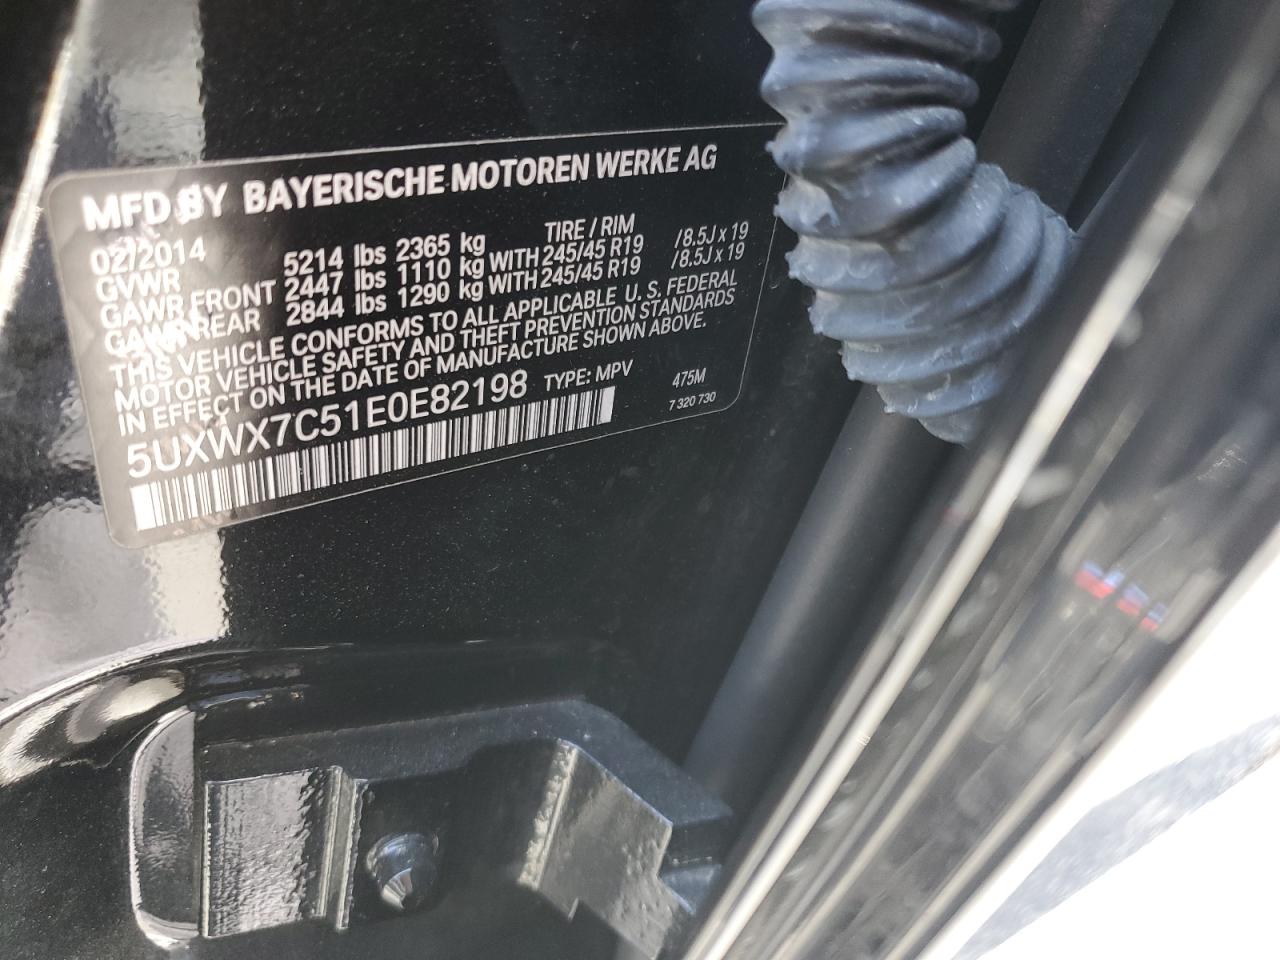 MFD BY BAYERISCHE MOTOREN WERKE AG
02/2014 TIRE / RIM
GVWR 5214 lbs 2365 kg
GAWR FRONT 2447 lbs 1110 kg WITH 245/45 R19 / 8.5J x 19
GAWR REAR 2844 lbs 1290 kg WITH 245/45 R19 / 8.5J x 19
THIS VEHICLE CONFORMS TO ALL APPLICABLE U. S. FEDERAL
MOTOR VEHICLE SAFETY AND THEFT PREVENTION STANDARDS
IN EFFECT ON THE DATE OF MANUFACTURE SHOWN ABOVE.
5UXWX7C51E0E82198 TYPE: MPV 475M
7 320 730